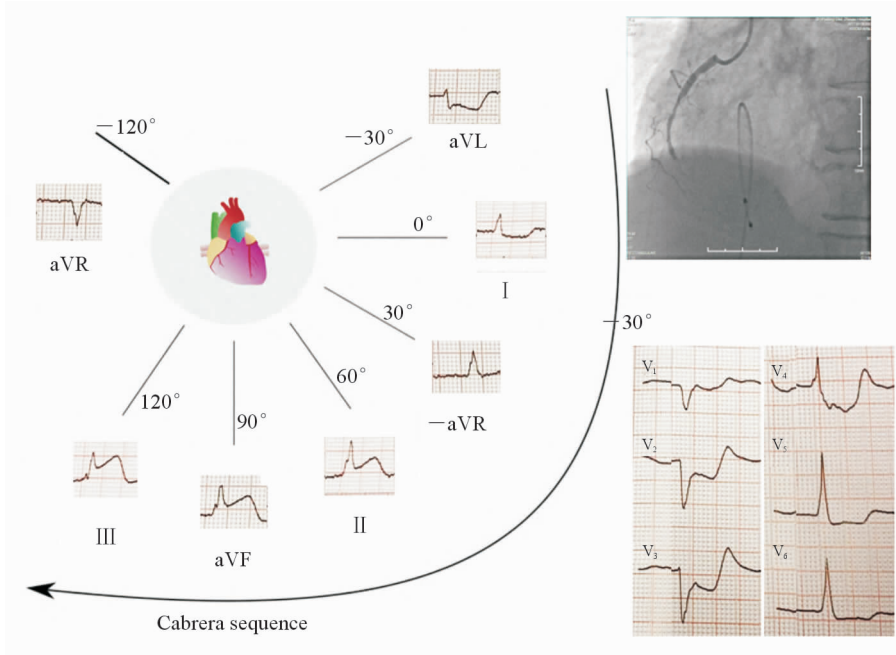 −120°
−30°
aVL
0°
aVR
I
30°
−30°
60°
−aVR
120°
90°
III
aVF
II
Cabrera sequence
V1
V4
V2
V5
V3
V6